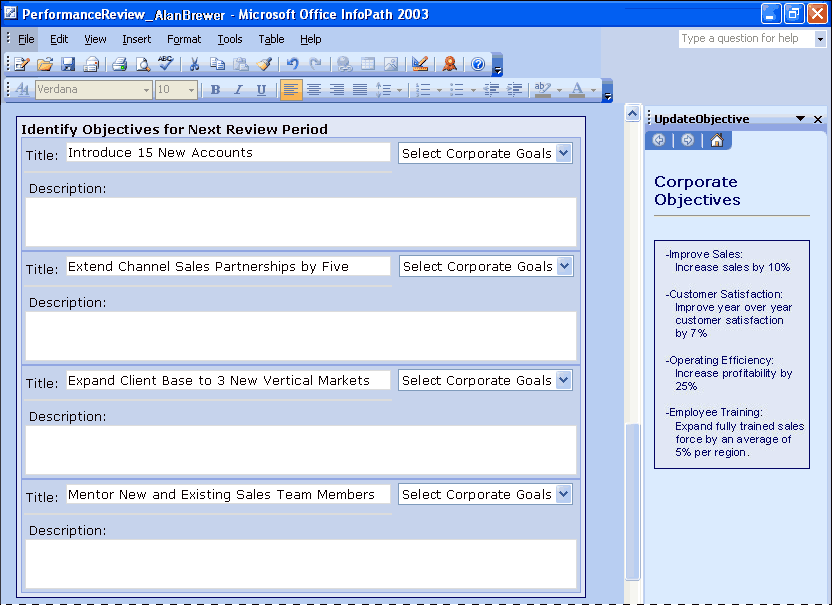 PerformanceReview_AlanBrewer - Microsoft Office InfoPath 2003
File Edit View Insert Format Tools Table Help
Type a question for help
Verdana 10 B I U
UpdateObjective
Identify Objectives for Next Review Period
Title: Introduce 15 New Accounts Select Corporate Goals
Description:
Title: Extend Channel Sales Partnerships by Five Select Corporate Goals
Description:
Title: Expand Client Base to 3 New Vertical Markets Select Corporate Goals
Description:
Title: Mentor New and Existing Sales Team Members Select Corporate Goals
Description:
Corporate
Objectives
-Improve Sales:
Increase sales by 10%
-Customer Satisfaction:
Improve year over year
customer satisfaction
by 7%
-Operating Efficiency:
Increase profitability by
25%
-Employee Training:
Expand fully trained sales
force by an average of
5% per region.